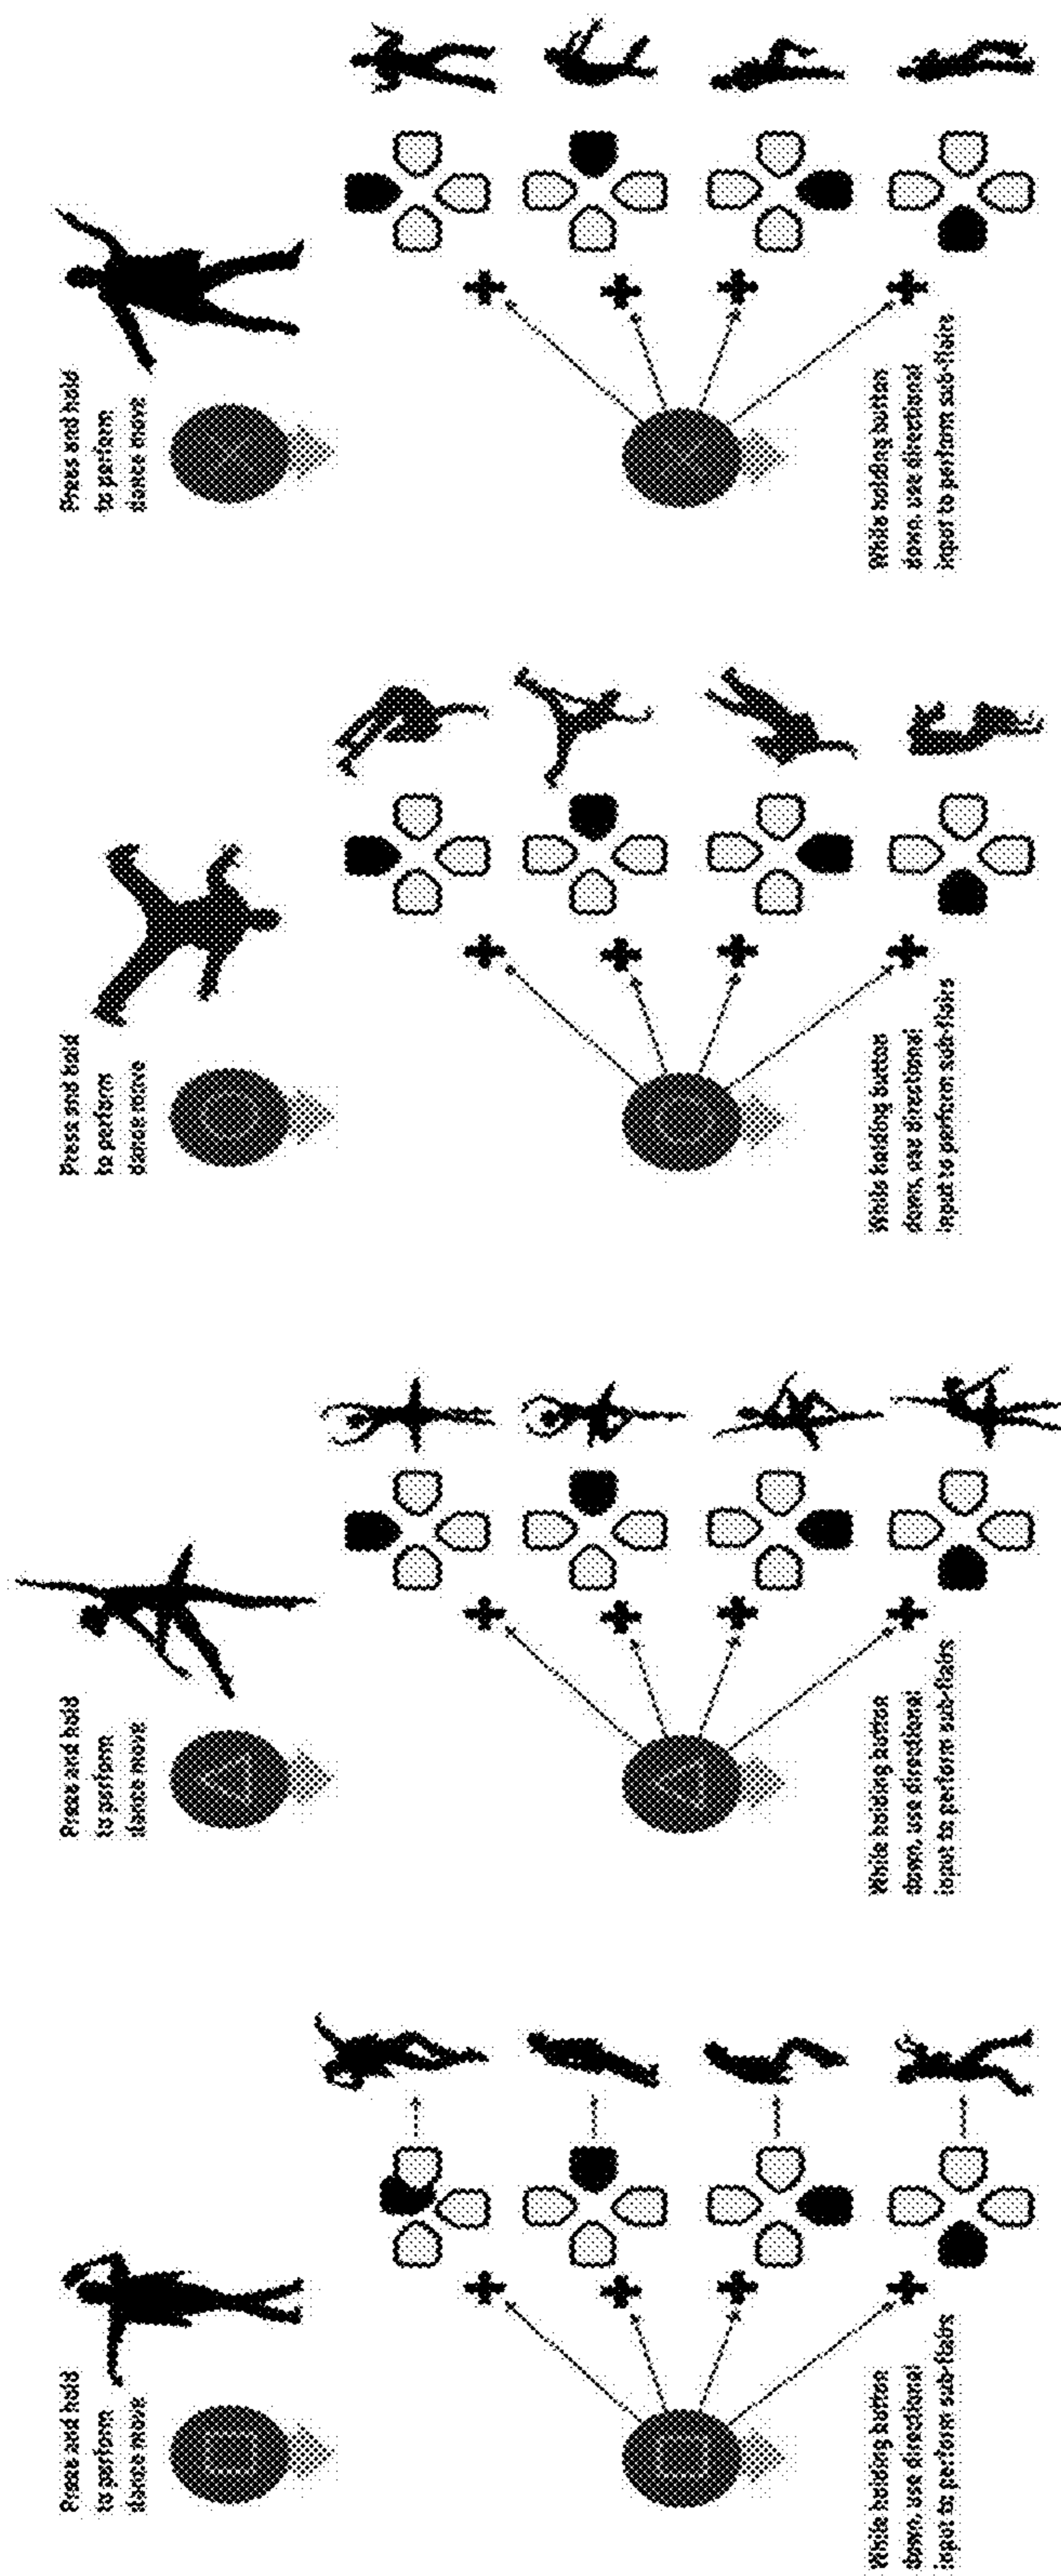 Press and hold
to perform
dance move
While holding button
down, use directional
input to perform sub-flairs
Press and hold
to perform
dance move
While holding button
down, use directional
input to perform sub-flairs
Press and hold
to perform
dance move
While holding button
down, use directional
input to perform sub-flairs
Press and hold
to perform
dance move
While holding button
down, use directional
input to perform sub-flairs